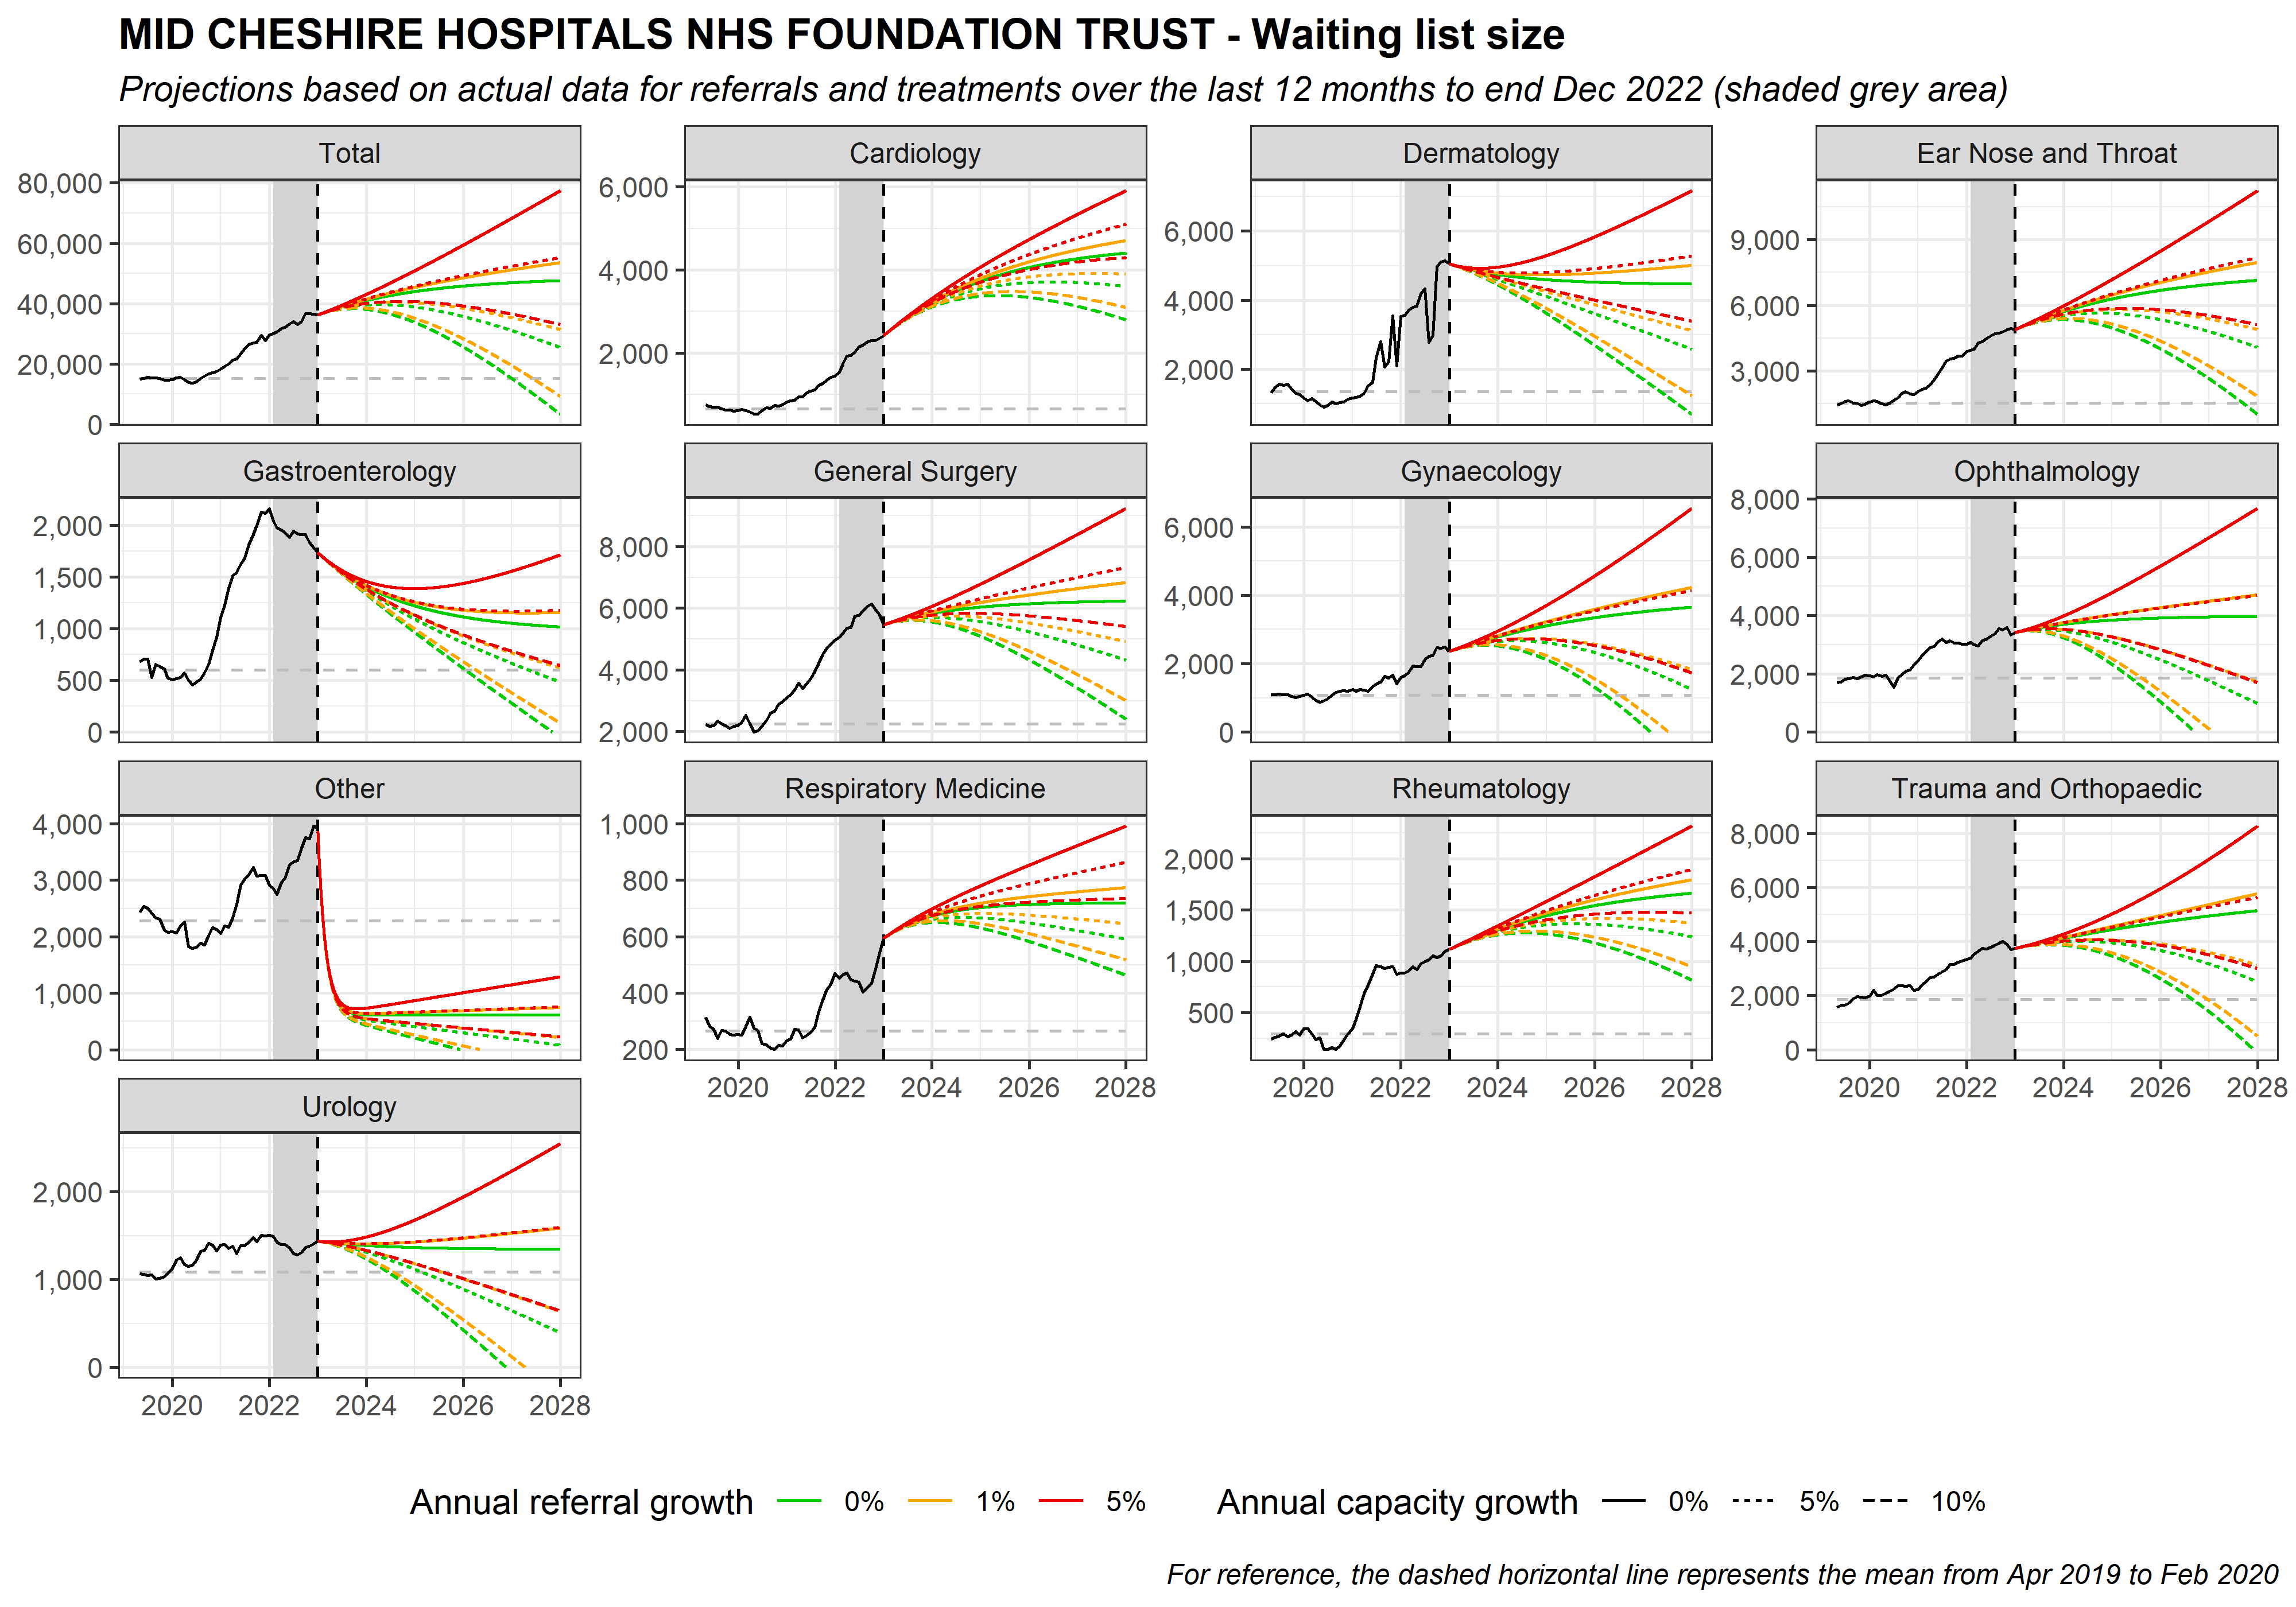 MID CHESHIRE HOSPITALS NHS FOUNDATION TRUST - Waiting list size
Projections based on actual data for referrals and treatments over the last 12 months to end Dec 2022 (shaded grey area)
Total
80,000
60,000
40,000
20,000
0
Cardiology
6,000
4,000
2,000
Dermatology
6,000
4,000
2,000
Ear Nose and Throat
9,000
6,000
3,000
Gastroenterology
2,000
1,500
1,000
500
0
General Surgery
8,000
6,000
4,000
2,000
Gynaecology
6,000
4,000
2,000
0
Ophthalmology
8,000
6,000
4,000
2,000
0
Other
4,000
3,000
2,000
1,000
0
Respiratory Medicine
1,000
800
600
400
200
2020 2022 2024 2026 2028
Rheumatology
2,000
1,500
1,000
500
2020 2022 2024 2026 2028
Trauma and Orthopaedic
8,000
6,000
4,000
2,000
0
2020 2022 2024 2026 2028
Urology
2,000
1,000
0
2020 2022 2024 2026 2028
Annual referral growth 0% 1% 5% Annual capacity growth 0% 5% 10%
For reference, the dashed horizontal line represents the mean from Apr 2019 to Feb 2020